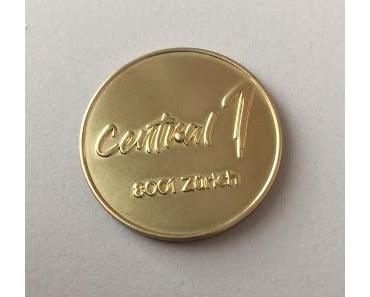 Central 1
8001 Zürich